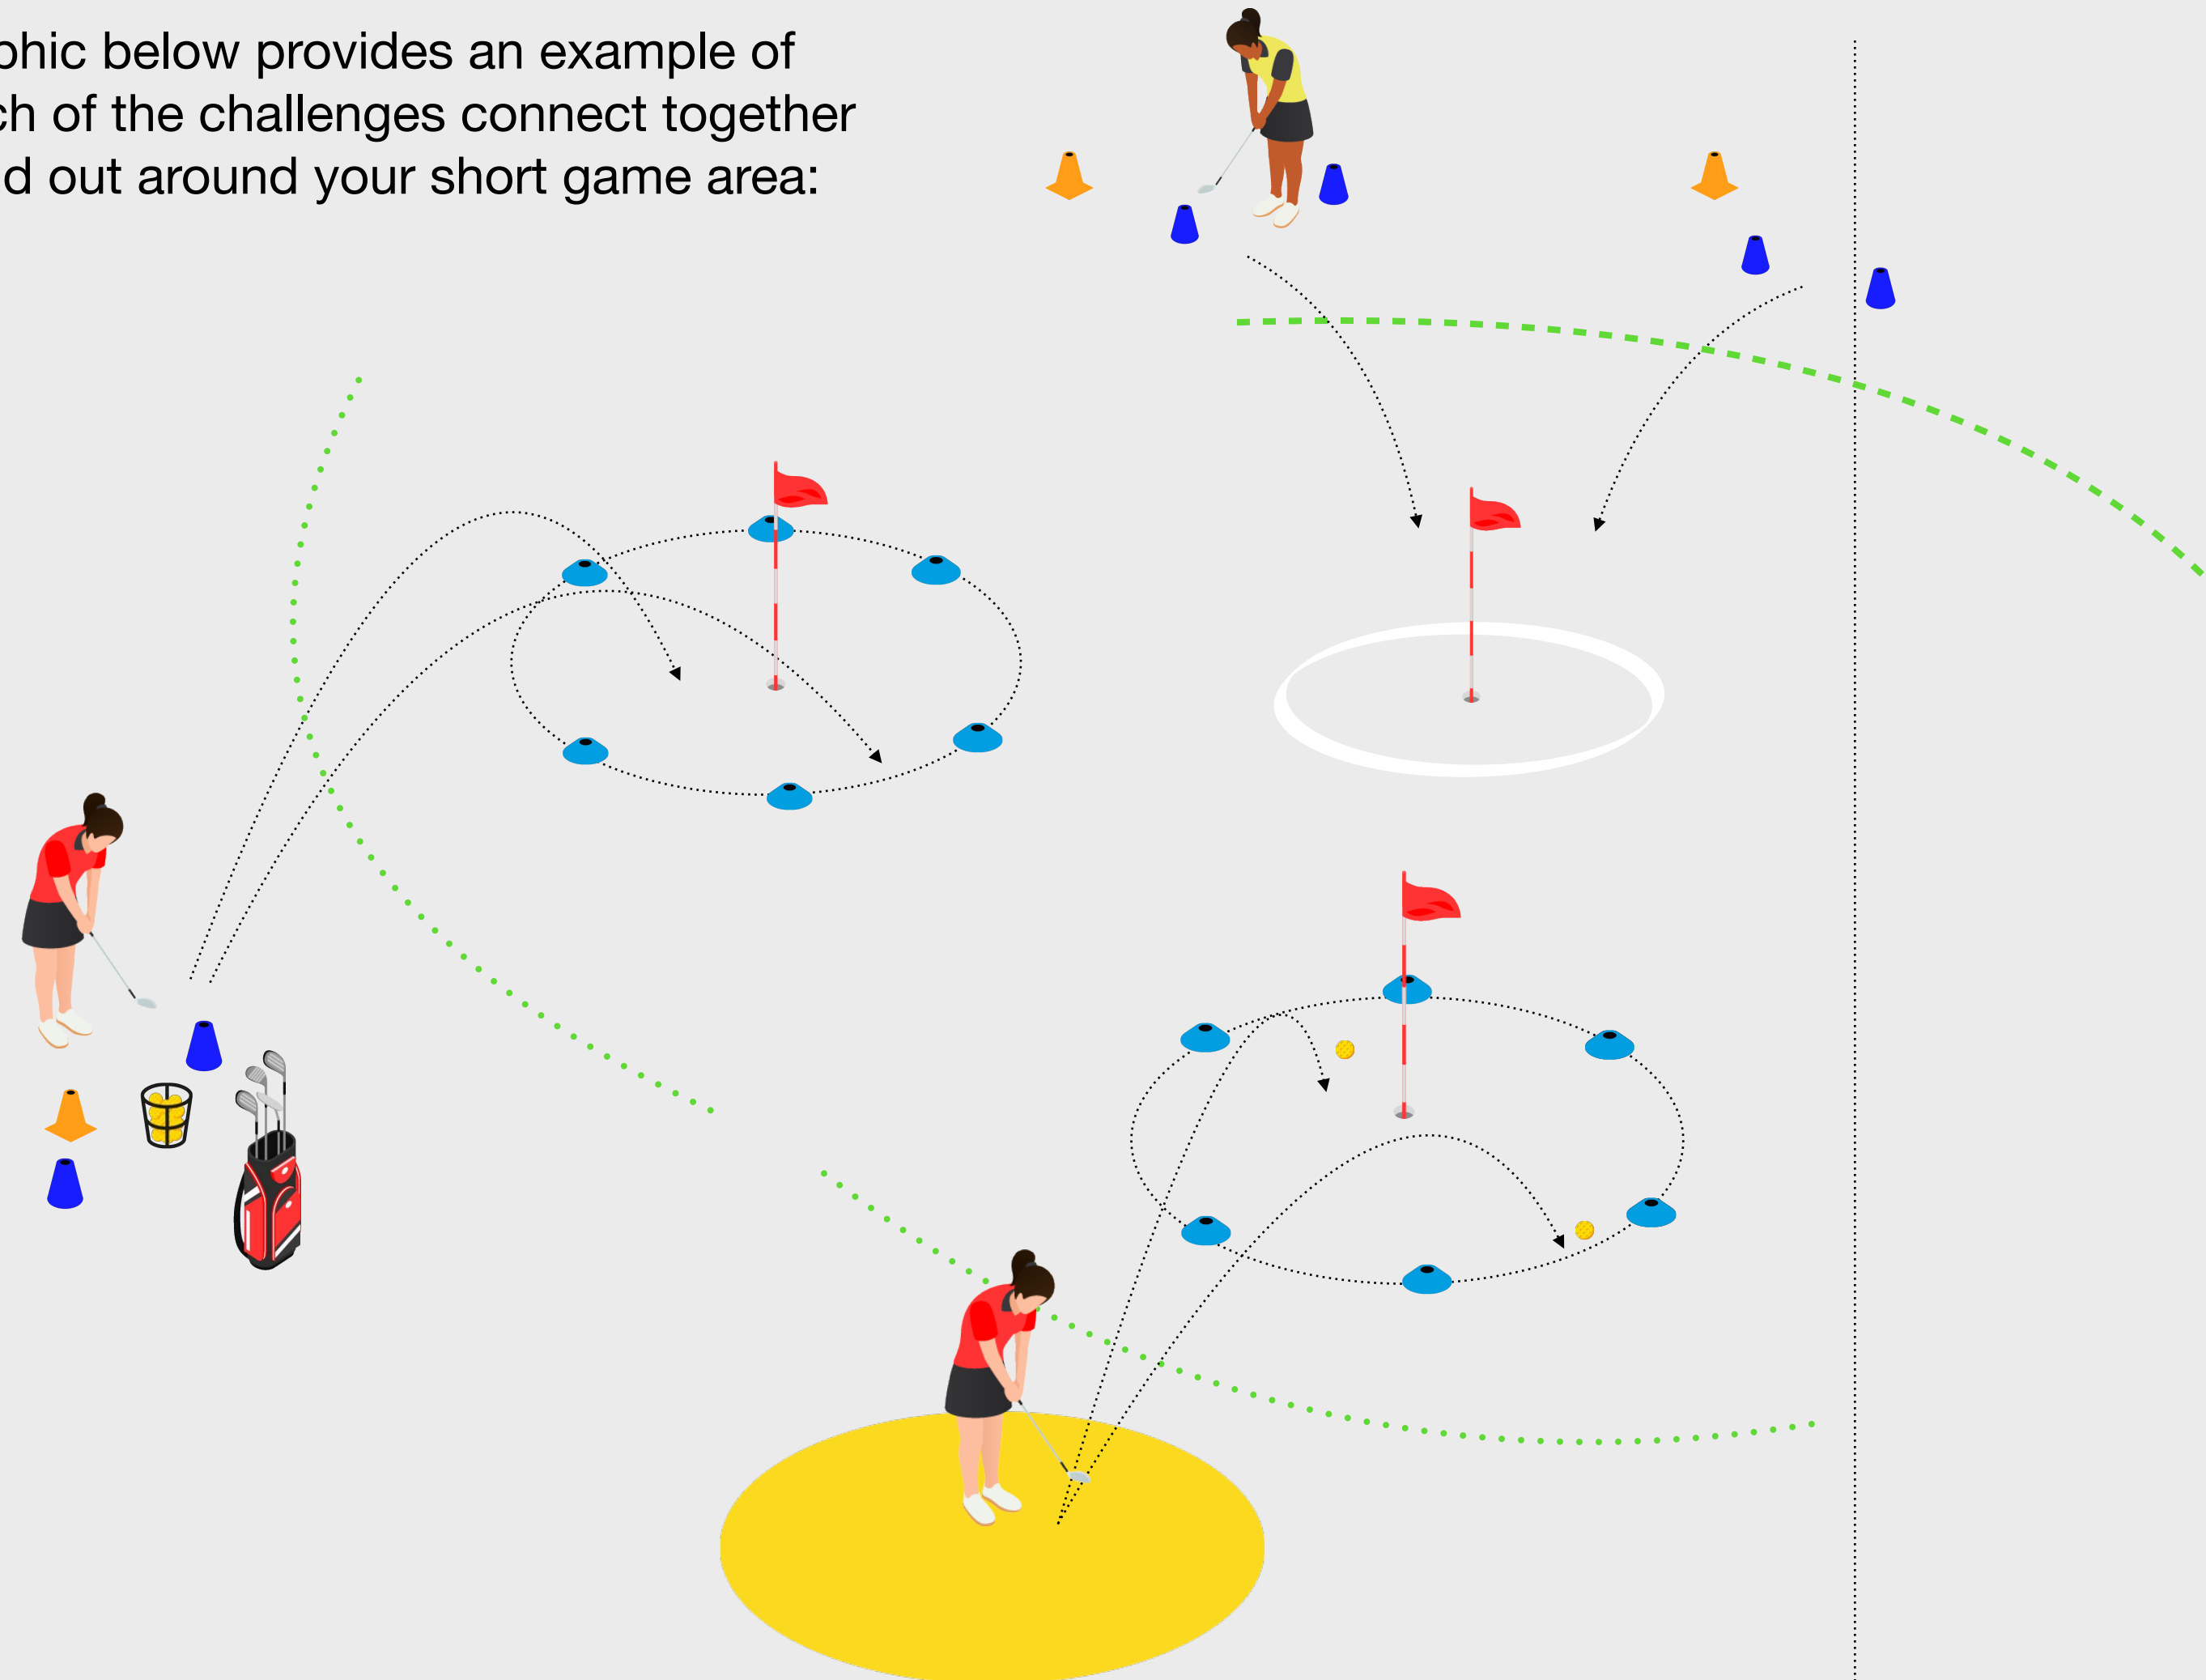 phic below provides an example of
ch of the challenges connect together
d out around your short game area: